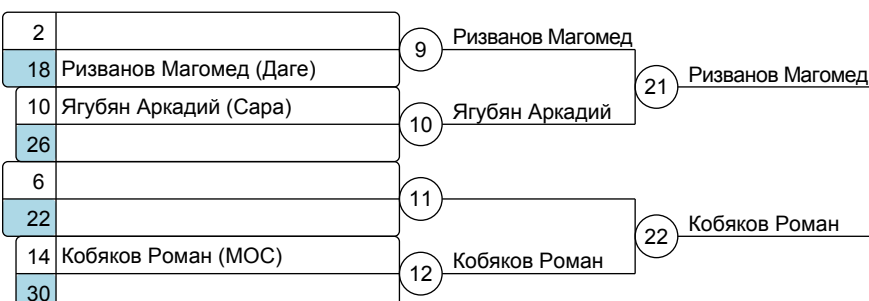 2
18 Ризванов Магомед (Даге)
9 Ризванов Магомед
21 Ризванов Магомед
10 Ягубян Аркадий (Сара)
26
10 Ягубян Аркадий
6
22
11
22 Кобяков Роман
14 Кобяков Роман (МОС)
30
12 Кобяков Роман